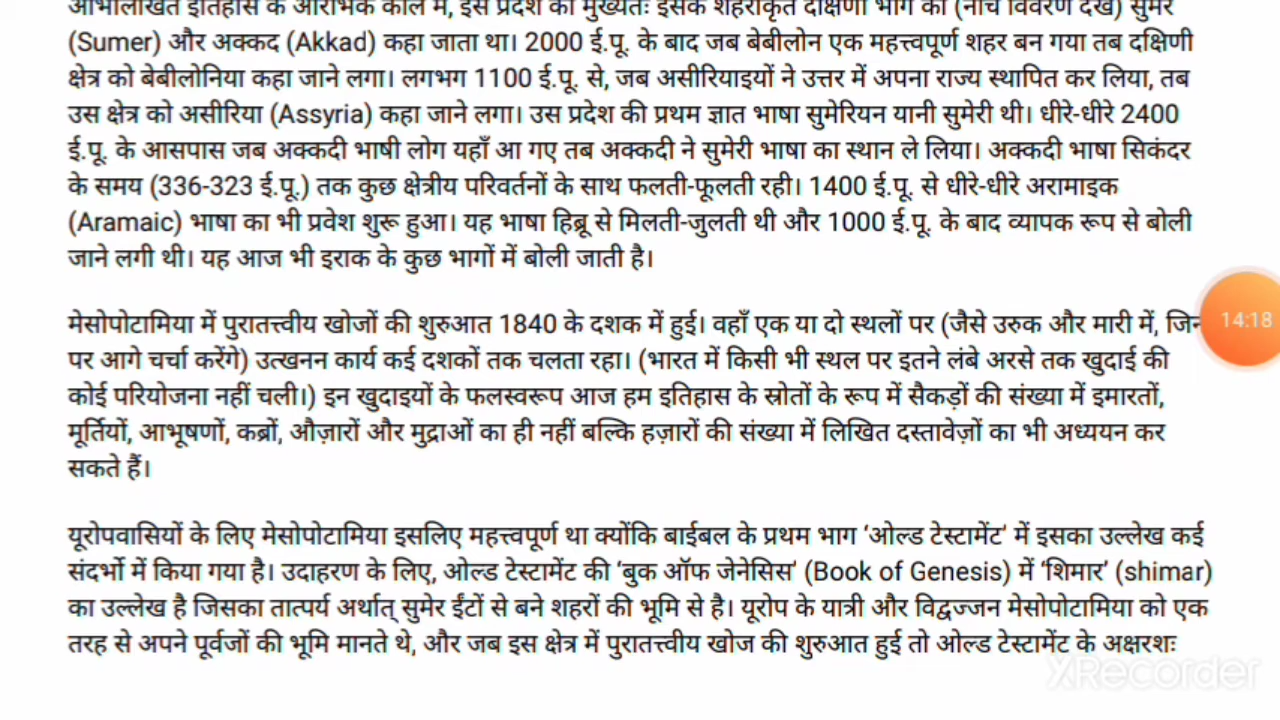 अभिलिखित इतिहास के आरंभिक काल में, इस प्रदेश को मुख्यतः इसके शहरीकृत दक्षिणी भाग को (नीचे विवरण देखें) सुमेर
(Sumer) और अक्कद (Akkad) कहा जाता था। 2000 ई.पू. के बाद जब बेबीलोन एक महत्त्वपूर्ण शहर बन गया तब दक्षिणी
क्षेत्र को बेबीलोनिया कहा जाने लगा। लगभग 1100 ई.पू. से, जब असीरियाइयों ने उत्तर में अपना राज्य स्थापित कर लिया, तब
उस क्षेत्र को असीरिया (Assyria) कहा जाने लगा। उस प्रदेश की प्रथम ज्ञात भाषा सुमेरियन यानी सुमेरी थी। धीरे-धीरे 2400
ई.पू. के आसपास जब अक्कदी भाषी लोग यहाँ आ गए तब अक्कदी ने सुमेरी भाषा का स्थान ले लिया। अक्कदी भाषा सिकंदर
के समय (336-323 ई.पू.) तक कुछ क्षेत्रीय परिवर्तनों के साथ फलती-फूलती रही। 1400 ई.पू. से धीरे-धीरे अरामाइक
(Aramaic) भाषा का भी प्रवेश शुरू हुआ। यह भाषा हिब्रू से मिलती-जुलती थी और 1000 ई.पू. के बाद व्यापक रूप से बोली
जाने लगी थी। यह आज भी इराक के कुछ भागों में बोली जाती है।
मेसोपोटामिया में पुरातत्त्वीय खोजों की शुरुआत 1840 के दशक में हुई। वहाँ एक या दो स्थलों पर (जैसे उरुक और मारी में, जिन
14:18
पर आगे चर्चा करेंगे) उत्खनन कार्य कई दशकों तक चलता रहा। (भारत में किसी भी स्थल पर इतने लंबे अरसे तक खुदाई की
कोई परियोजना नहीं चली।) इन खुदाइयों के फलस्वरूप आज हम इतिहास के स्रोतों के रूप में सैकड़ों की संख्या में इमारतों,
मूर्तियों, आभूषणों, कब्रों, औज़ारों और मुद्राओं का ही नहीं बल्कि हज़ारों की संख्या में लिखित दस्तावेज़ों का भी अध्ययन कर
सकते हैं।
यूरोपवासियों के लिए मेसोपोटामिया इसलिए महत्त्वपूर्ण था क्योंकि बाईबल के प्रथम भाग ‘ओल्ड टेस्टामेंट’ में इसका उल्लेख कई
संदर्भो में किया गया है। उदाहरण के लिए, ओल्ड टेस्टामेंट की ‘बुक ऑफ जेनेसिस’ (Book of Genesis) में ‘शिमार’ (shimar)
का उल्लेख है जिसका तात्पर्य अर्थात् सुमेर ईंटों से बने शहरों की भूमि से है। यूरोप के यात्री और विद्वज्जन मेसोपोटामिया को एक
तरह से अपने पूर्वजों की भूमि मानते थे, और जब इस क्षेत्र में पुरातत्त्वीय खोज की शुरुआत हुई तो ओल्ड टेस्टामेंट के अक्षरशः
XRecorder